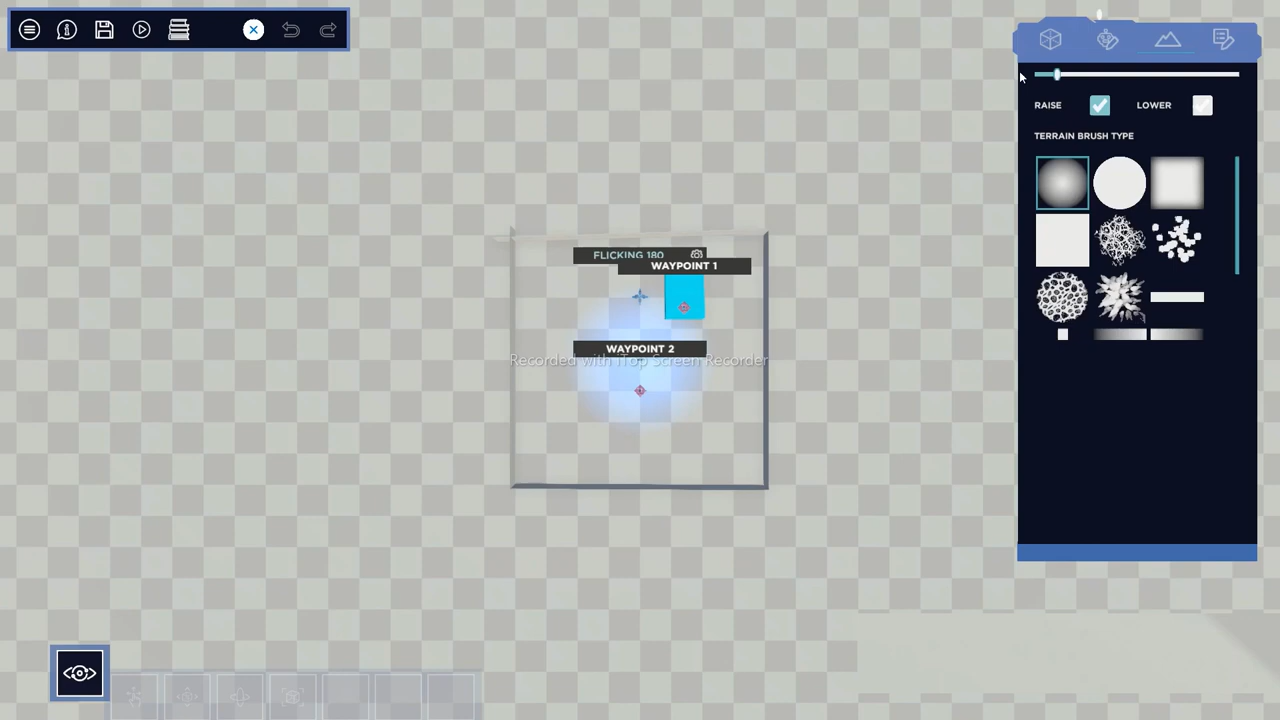 RAISE
LOWER
TERRAIN BRUSH TYPE
FLICKING 180
WAYPOINT 1
WAYPOINT 2
Recorded with iTop Screen Recorder